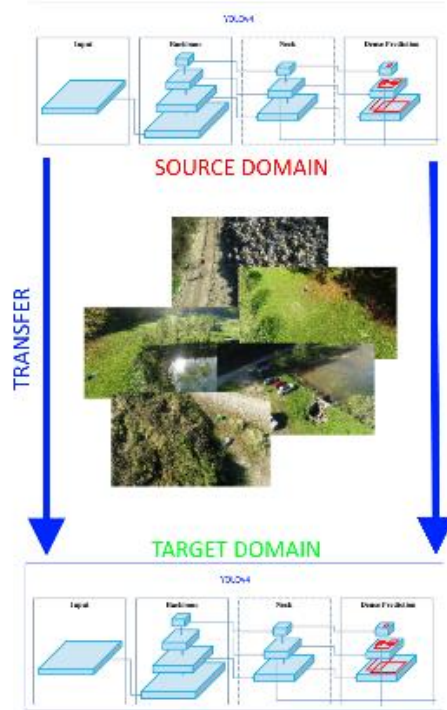 YOLOv4
Input Backbone Neck Dense Prediction
SOURCE DOMAIN
TRANSFER
TARGET DOMAIN
YOLOv4
Input Backbone Neck Dense Prediction